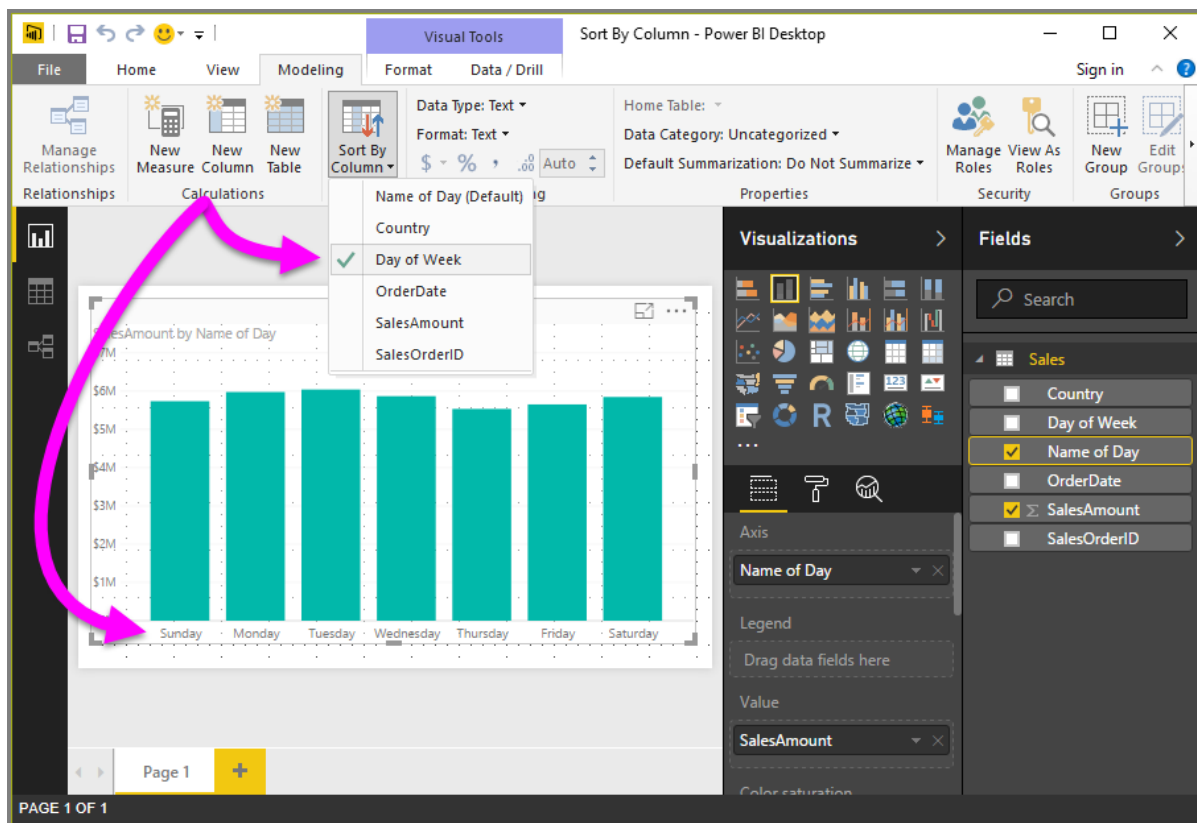 Visual Tools
Sort By Column - Power BI Desktop
File Home View Modeling Format Data / Drill Sign in
Manage Relationships
New Measure
New Column
New Table
Sort By Column
Data Type: Text
Format: Text
$ % , .00 Auto
Home Table:
Data Category: Uncategorized
Default Summarization: Do Not Summarize
Manage Roles
View As Roles
New Group
Edit Groups
Relationships Calculations Properties Security Groups
Name of Day (Default)
Country
Day of Week
OrderDate
SalesAmount
SalesOrderID
Amount by Name of Day
$6M
$5M
$4M
$3M
$2M
$1M
Sunday Monday Tuesday Wednesday Thursday Friday Saturday
Visualizations
123
R
Axis
Name of Day
Legend
Drag data fields here
Value
SalesAmount
Color saturation
Fields
Search
Sales
Country
Day of Week
Name of Day
OrderDate
Σ SalesAmount
SalesOrderID
Page 1
PAGE 1 OF 1